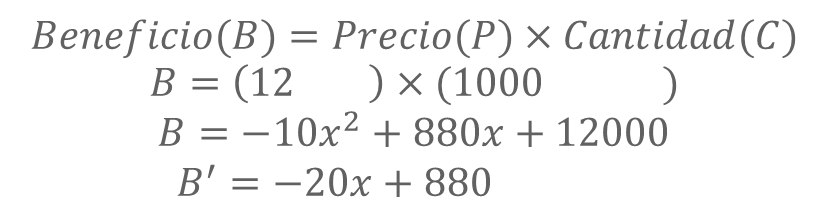 Beneficio(B) = Precio(P) × Cantidad(C)
B = (12 ) × (1000 )
B = −10x² + 880x + 12000
B′ = −20x + 880